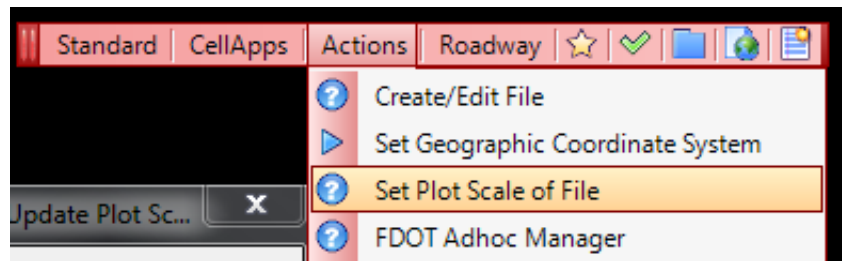 Standard CellApps Actions Roadway
Create/Edit File
Set Geographic Coordinate System
Set Plot Scale of File
Update Plot Sc... X
FDOT Adhoc Manager